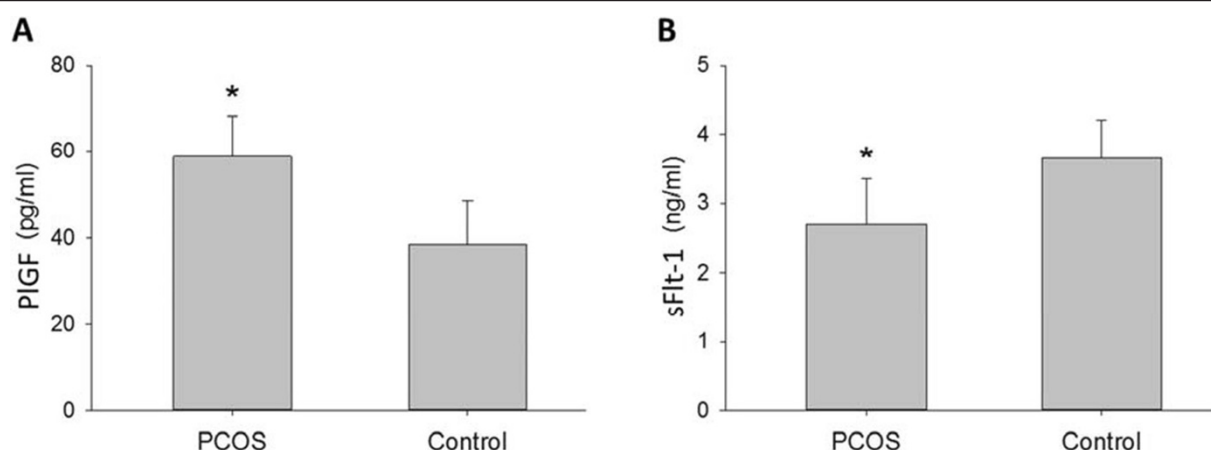 A
PlGF (pg/ml)
80
60
40
20
0
*
PCOS
Control
B
sFlt-1 (ng/ml)
5
4
3
2
1
0
*
PCOS
Control